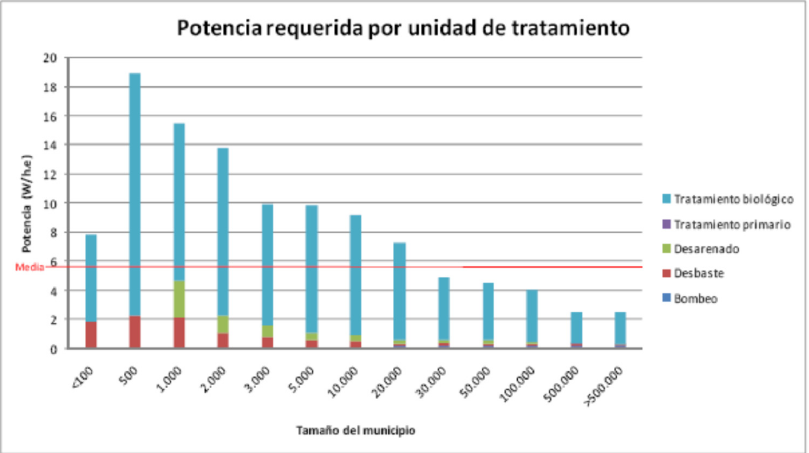 Potencia requerida por unidad de tratamiento
20
18
16
14
12
10
8
6
4
2
0
Potencia (W/h.e)
Media
<100
500
1.000
2.000
3.000
5.000
10.000
20.000
30.000
50.000
100.000
500.000
>500.000
Tamaño del municipio
Tratamiento biológico
Tratamiento primario
Desarenado
Desbaste
Bombeo